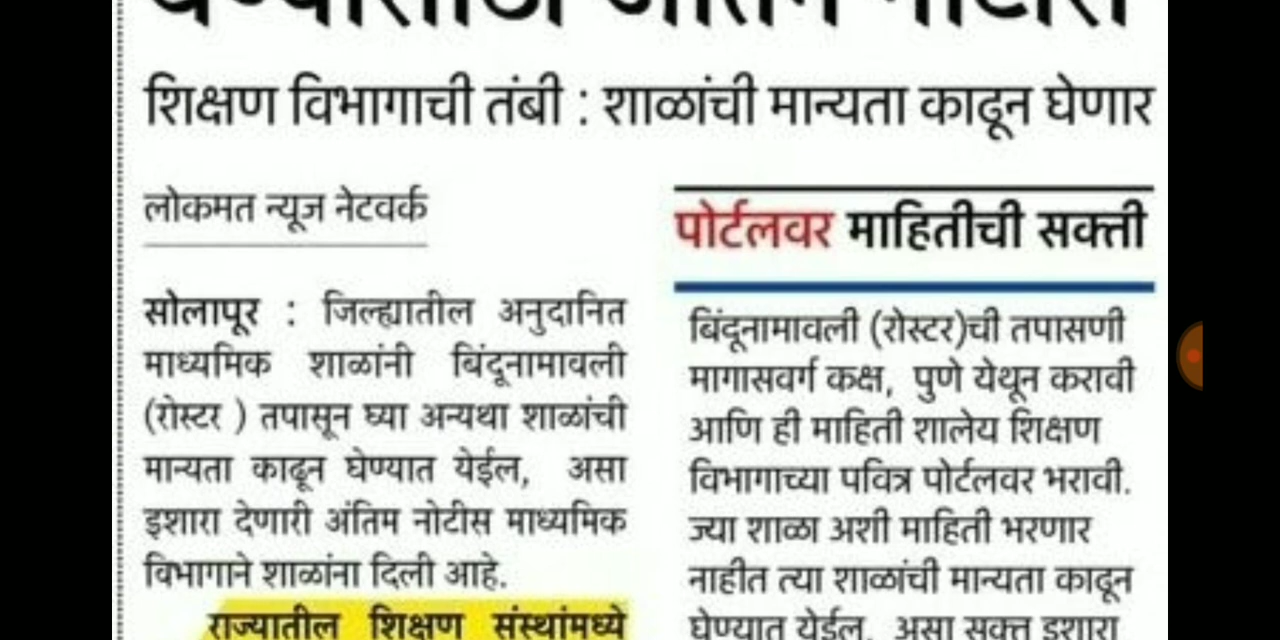 शिक्षण विभागाची तंबी : शाळांची मान्यता काढून घेणार
लोकमत न्यूज नेटवर्क
सोलापूर : जिल्ह्यातील अनुदानित
माध्यमिक शाळांनी बिंदूनामावली
(रोस्टर ) तपासून घ्या अन्यथा शाळांची
मान्यता काढून घेण्यात येईल, असा
इशारा देणारी अंतिम नोटीस माध्यमिक
विभागाने शाळांना दिली आहे.
राज्यातील शिक्षण संस्थांमध्ये
पोर्टलवर माहितीची सक्ती
बिंदूनामावली (रोस्टर)ची तपासणी
मागासवर्ग कक्ष, पुणे येथून करावी
आणि ही माहिती शालेय शिक्षण
विभागाच्या पवित्र पोर्टलवर भरावी.
ज्या शाळा अशी माहिती भरणार
नाहीत त्या शाळांची मान्यता काढून
घेण्यात येईल, असा सक्त इशारा